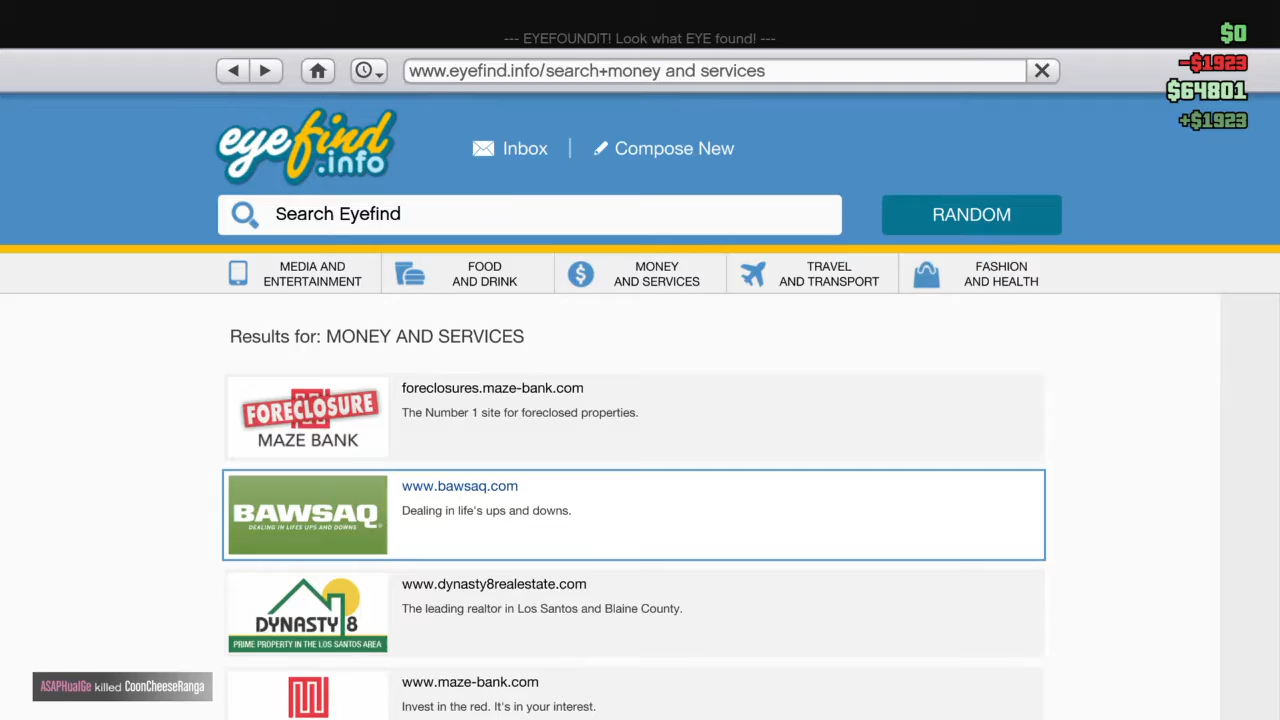 --- EYEFOUNDIT! Look what EYE found! ---
$0
-$1923
$64801
+$1923
www.eyefind.info/search+money and services
eyefind
.info
Inbox
Compose New
Search Eyefind
RANDOM
MEDIA AND
ENTERTAINMENT
FOOD
AND DRINK
MONEY
AND SERVICES
TRAVEL
AND TRANSPORT
FASHION
AND HEALTH
Results for: MONEY AND SERVICES
FORECLOSURE
MAZE BANK
foreclosures.maze-bank.com
The Number 1 site for foreclosed properties.
BAWSAQ
DEALING IN LIFE'S UPS AND DOWNS
www.bawsaq.com
Dealing in life's ups and downs.
DYNASTY 8
PRIME PROPERTY IN THE LOS SANTOS AREA
www.dynasty8realestate.com
The leading realtor in Los Santos and Blaine County.
www.maze-bank.com
Invest in the red. It's in your interest.
ASAPHualGe killed CoonCheeseRanga